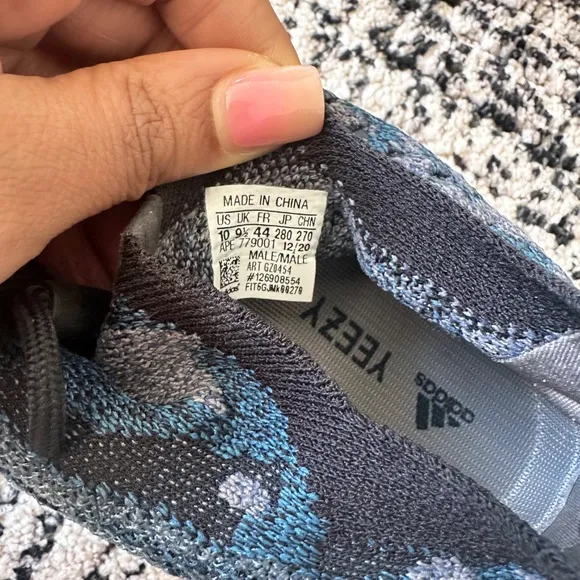 MADE IN CHINA
US UK FR JP CHN
10 9½ 44 280 270
APE 779001 12/20
MALE/MALE
ART GZ0454
#126908554
adidas
YEEZY
adidas